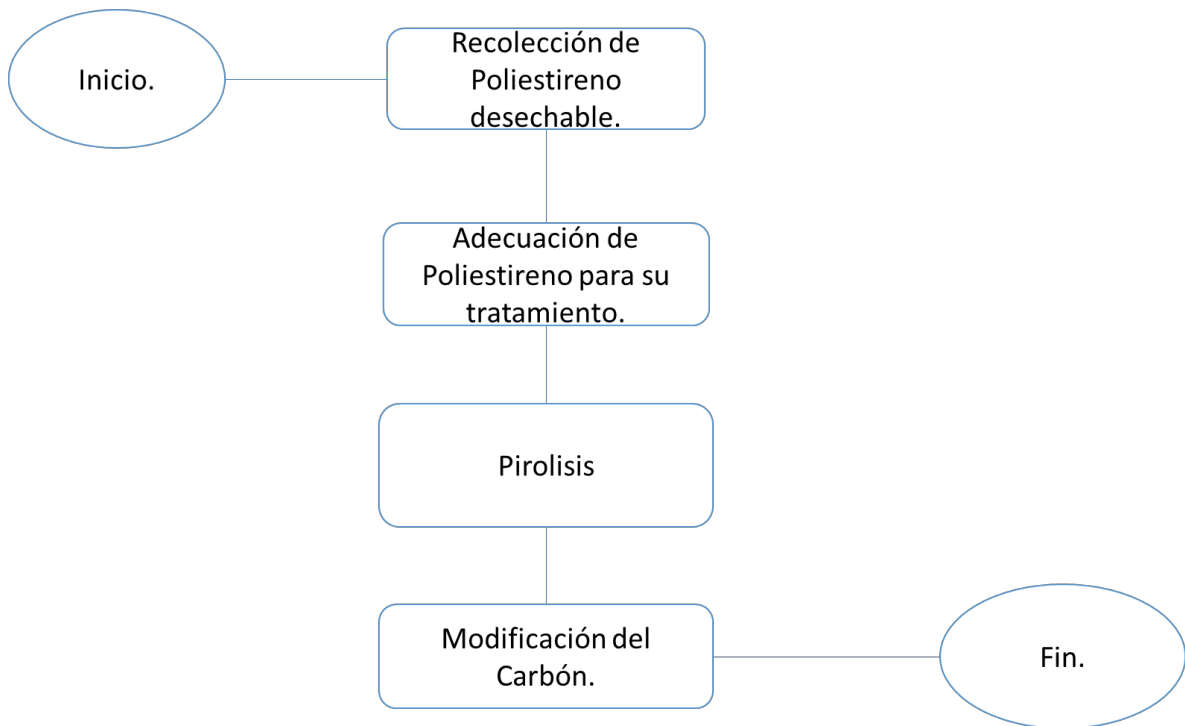 Inicio.
Recolección de
Poliestireno
desechable.
Adecuación de
Poliestireno para su
tratamiento.
Pirolisis
Modificación del
Carbón.
Fin.